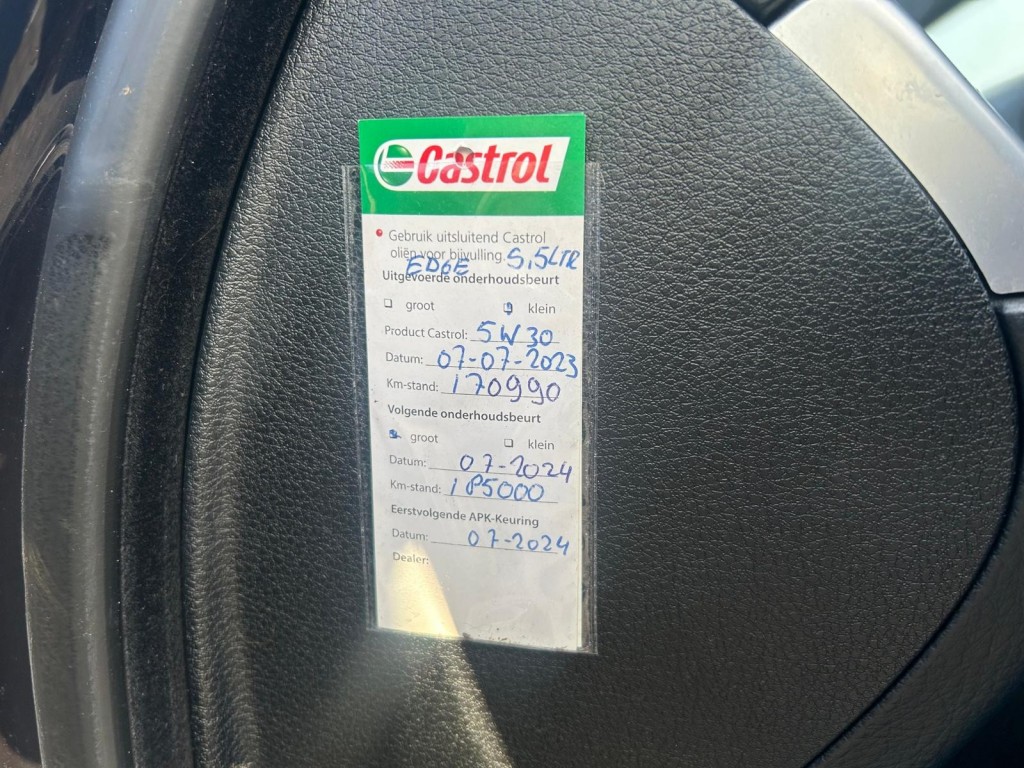 Castrol
Gebruik uitsluitend Castrol
oliën voor bijvulling. 5,5LTR
EDGE
Uitgevoerde onderhoudsbeurt
groot klein
Product Castrol: 5W30
Datum: 07-07-2023
Km-stand: 170990
Volgende onderhoudsbeurt
groot klein
Datum: 07-2024
Km-stand: 185000
Eerstvolgende APK-Keuring
Datum: 07-2024
Dealer: